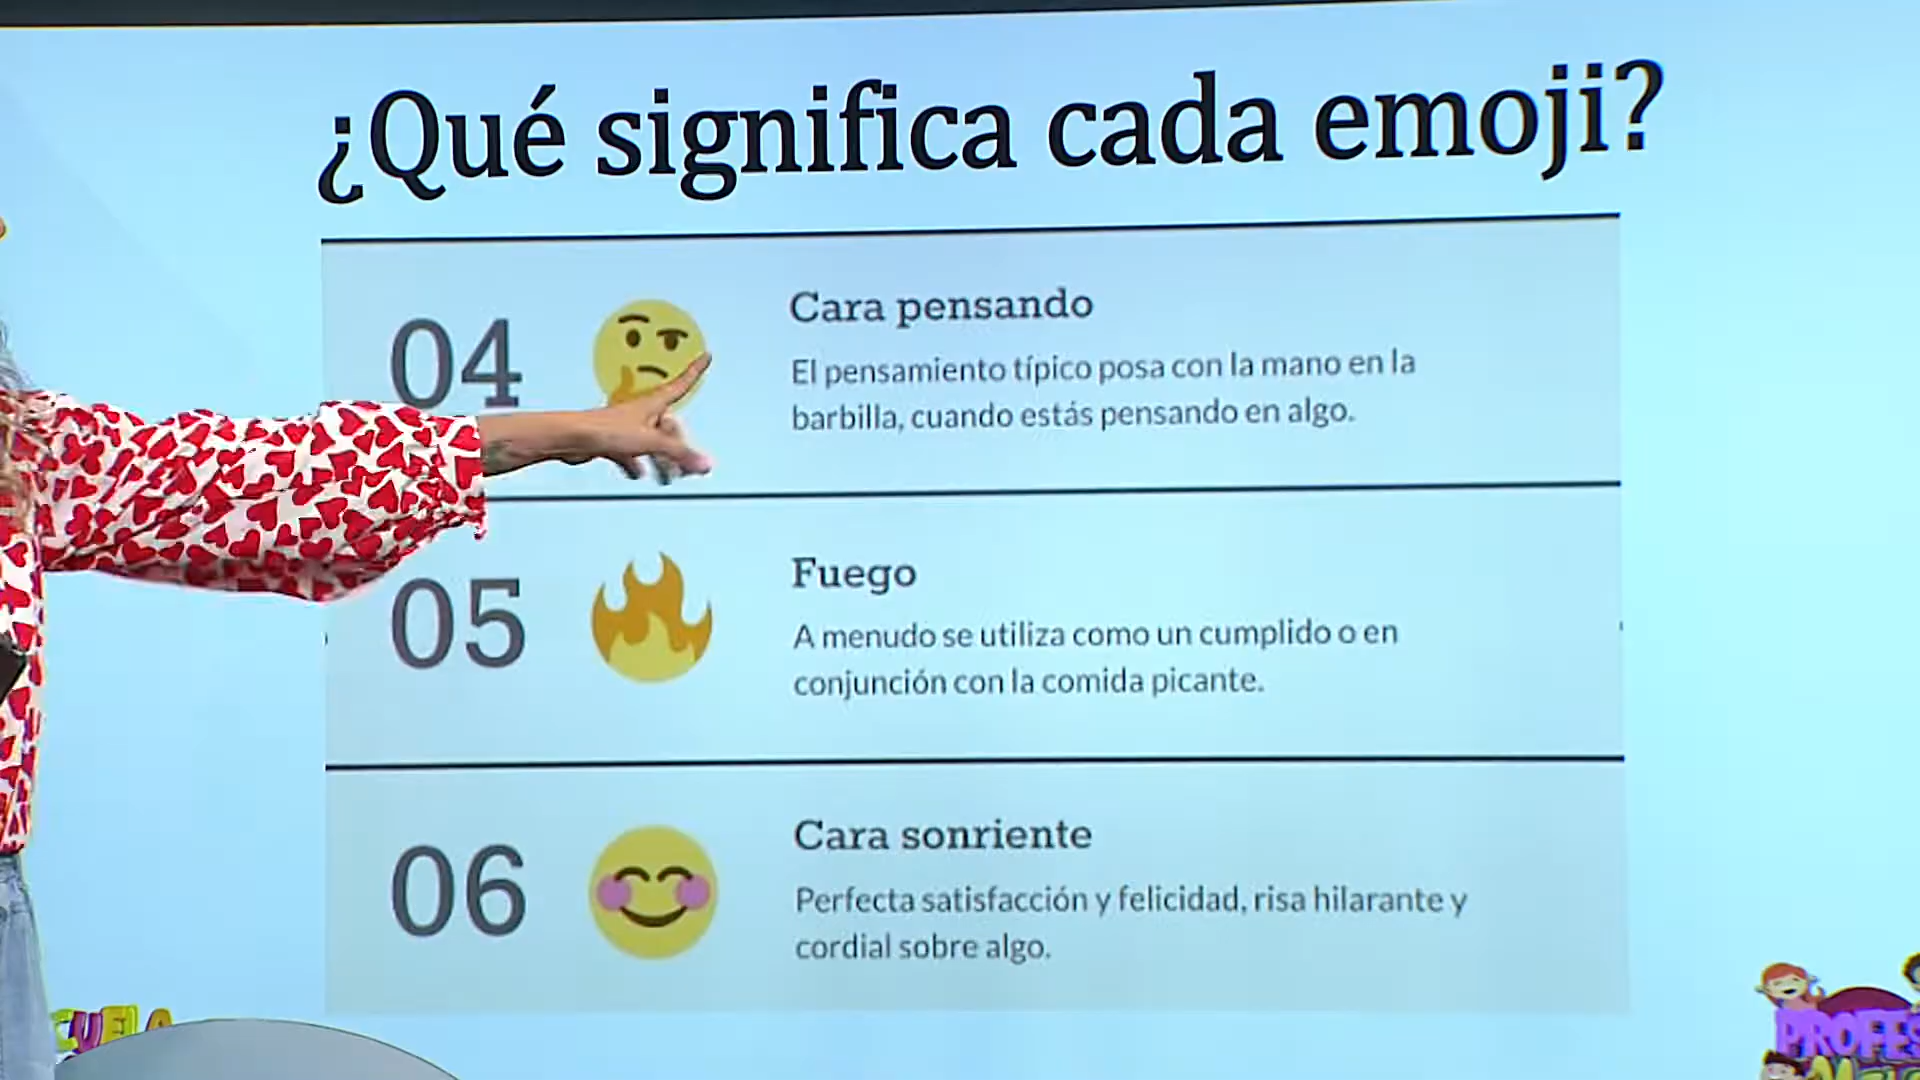 ¿Qué significa cada emoji?
04
Cara pensando
El pensamiento típico posa con la mano en la
barbilla, cuando estás pensando en algo.
05
Fuego
A menudo se utiliza como un cumplido o en
conjunción con la comida picante.
06
Cara sonriente
Perfecta satisfacción y felicidad, risa hilarante y
cordial sobre algo.
CUELA
PROFES